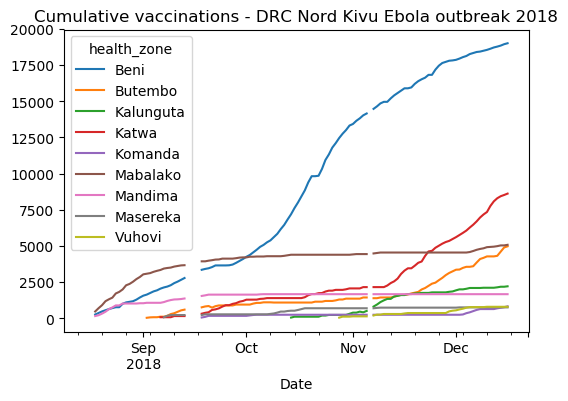 Cumulative vaccinations - DRC Nord Kivu Ebola outbreak 2018
20000
17500
15000
12500
10000
7500
5000
2500
0
health_zone
Beni
Butembo
Kalunguta
Katwa
Komanda
Mabalako
Mandima
Masereka
Vuhovi
Sep
2018
Oct
Nov
Dec
Date